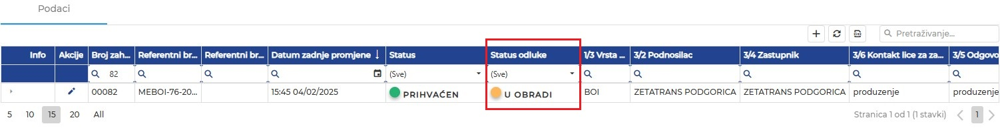 Podaci
Pretraživanje...
Info Akcije Broj zah... Referentni br... Referentni br... Datum zadnje promjene ↓ Status Status odluke 1/3 Vrsta ... 3/2 Podnosilac 3/4 Zastupnik 3/6 Kontakt lice za za... 3/5 Odgovo
82 (Sve) (Sve)
00082 MEBOI-76-20... 15:45 04/02/2025 PRIHVAĆEN U OBRADI BOI ZETATRANS PODGORICA ZETATRANS PODGORICA produzenje produzenje
5 10 15 20 All Stranica 1 od 1 (1 stavki) 1